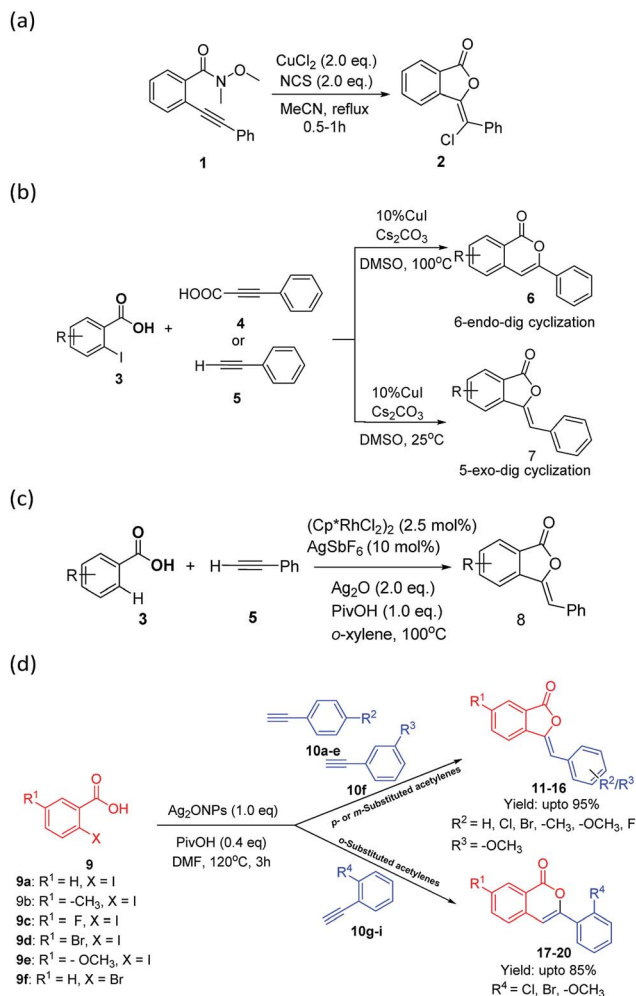 (a)
O
N
O
Ph
1
CuCl2 (2.0 eq.)
NCS (2.0 eq.)
MeCN, reflux
0.5-1h
O
O
Cl
Ph
2
(b)
R
O
OH
I
3
+
HOOC
4
or
H
5
10%CuI
Cs2CO3
DMSO, 100oC
O
O
R
6
6-endo-dig cyclization
10%CuI
Cs2CO3
DMSO, 25oC
O
O
R
7
5-exo-dig cyclization
(c)
R
O
OH
H
3
+
H
Ph
5
(Cp*RhCl2)2 (2.5 mol%)
AgSbF6 (10 mol%)
Ag2O (2.0 eq.)
PivOH (1.0 eq.)
o-xylene, 100oC
O
O
R
Ph
8
(d)
R1
O
OH
X
9
9a: R1 = H, X = I
9b: R1 = -CH3, X = I
9c: R1 = F, X = I
9d: R1 = Br, X = I
9e: R1 = - OCH3, X = I
9f: R1 = H, X = Br
Ag2ONPs (1.0 eq)
PivOH (0.4 eq)
DMF, 120oC, 3h
R2
10a-e
R3
10f
p- or m-Substituted acetylenes
o-Substituted acetylenes
R4
10g-i
R1
O
O
R2/R3
11-16
Yield: upto 95%
R2 = H, Cl, Br, -CH3, -OCH3, F
R3 = -OCH3
R1
O
O
R4
17-20
Yield: upto 85%
R4 = Cl, Br, -OCH3